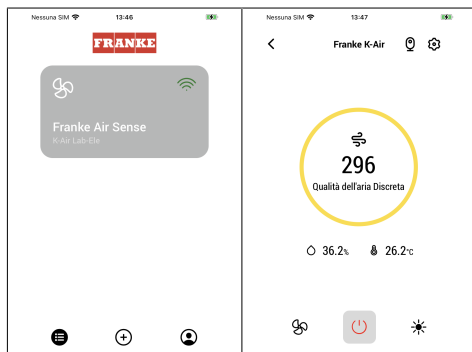 Nessuna SIM 13:46
FRANKE
Franke Air Sense
K-Air Lab-Ele
Nessuna SIM 13:47
Franke K-Air
296
Qualità dell'aria Discreta
36.2% 26.2°C